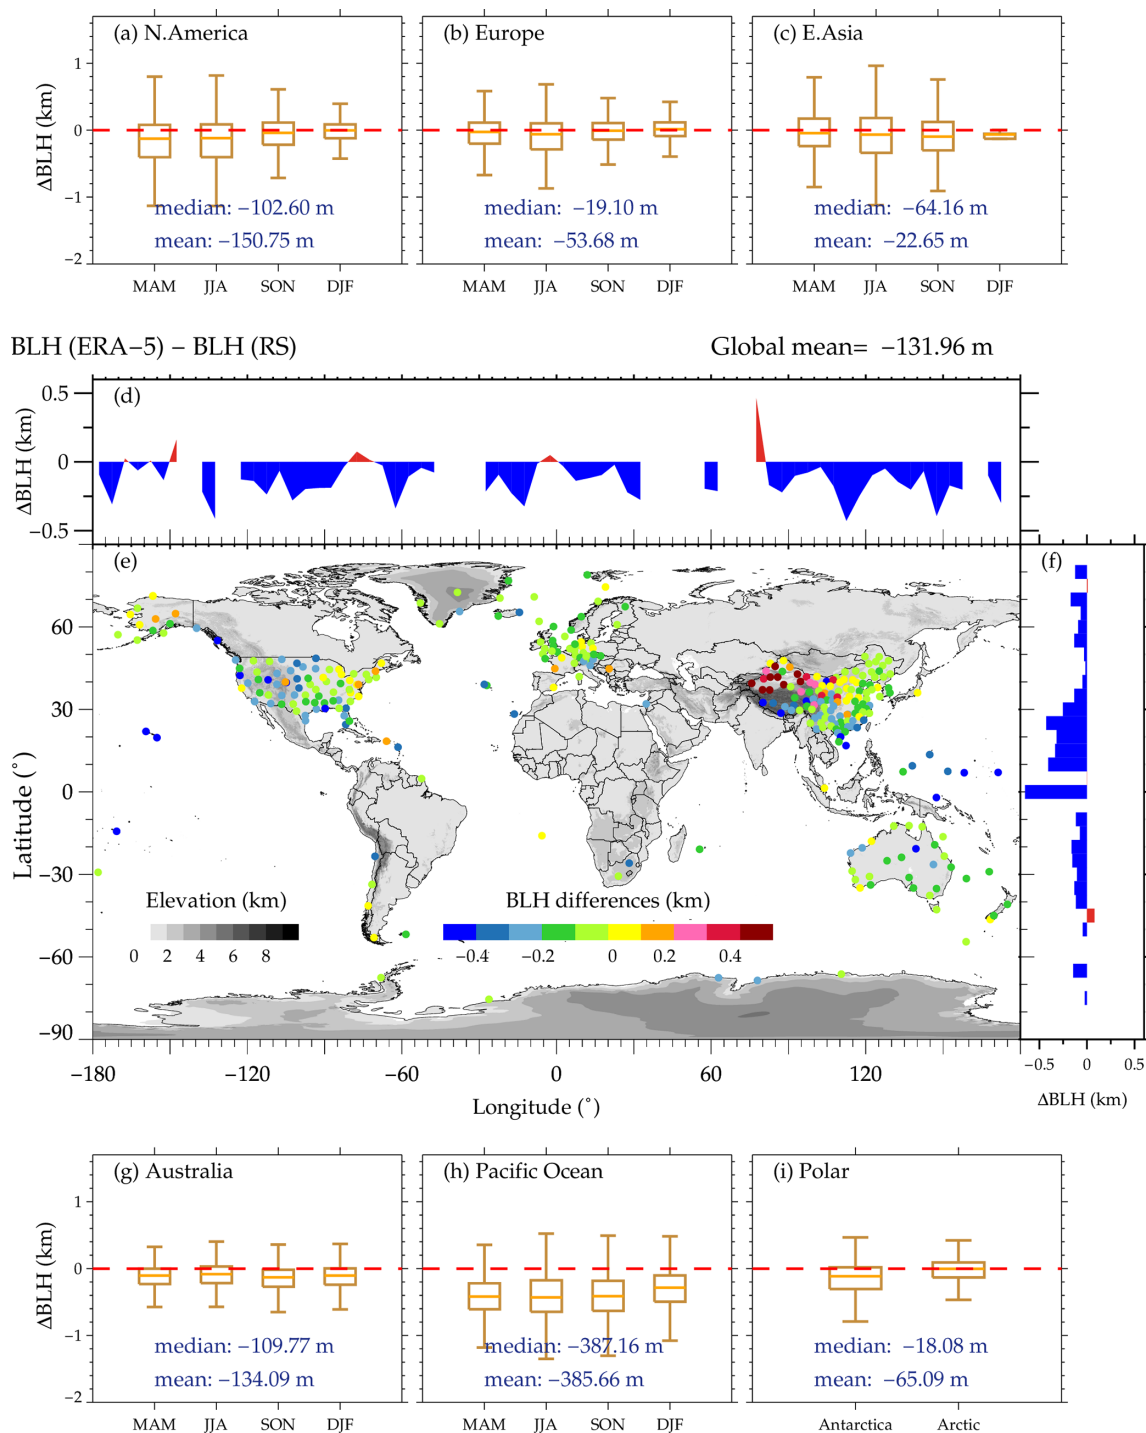 (a) N.America
(b) Europe
(c) E.Asia
ΔBLH (km)
1
0
−1
−2
median: −102.60 m
mean: −150.75 m
median: −19.10 m
mean: −53.68 m
median: −64.16 m
mean: −22.65 m
MAM JJA SON DJF
MAM JJA SON DJF
MAM JJA SON DJF
BLH (ERA−5) − BLH (RS)
Global mean= −131.96 m
(d)
ΔBLH (km)
0.5
0
−0.5
(e)
(f)
Latitude (˚)
60
30
0
−30
−60
−90
Elevation (km)
0 2 4 6 8
BLH differences (km)
−0.4 −0.2 0 0.2 0.4
−180 −120 −60 0 60 120
Longitude (˚)
−0.5 0 0.5
ΔBLH (km)
(g) Australia
(h) Pacific Ocean
(i) Polar
ΔBLH (km)
1
0
−1
−2
median: −109.77 m
mean: −134.09 m
median: −387.16 m
mean: −385.66 m
median: −18.08 m
mean: −65.09 m
MAM JJA SON DJF
MAM JJA SON DJF
Antarctica Arctic